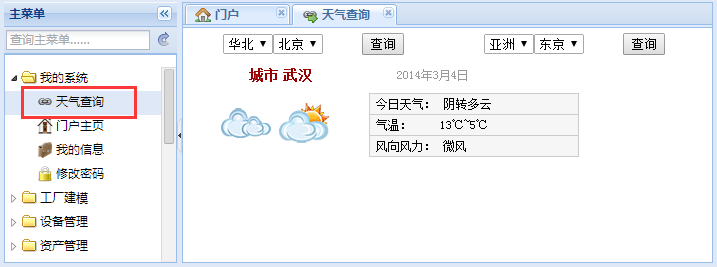 主菜单
查询主菜单......
我的系统
天气查询
门户主页
我的信息
修改密码
工厂建模
设备管理
资产管理
门户
天气查询
华北 北京 查询 亚洲 东京 查询
城市 武汉
2014年3月4日
今日天气： 阴转多云
气温： 13℃~5℃
风向风力： 微风